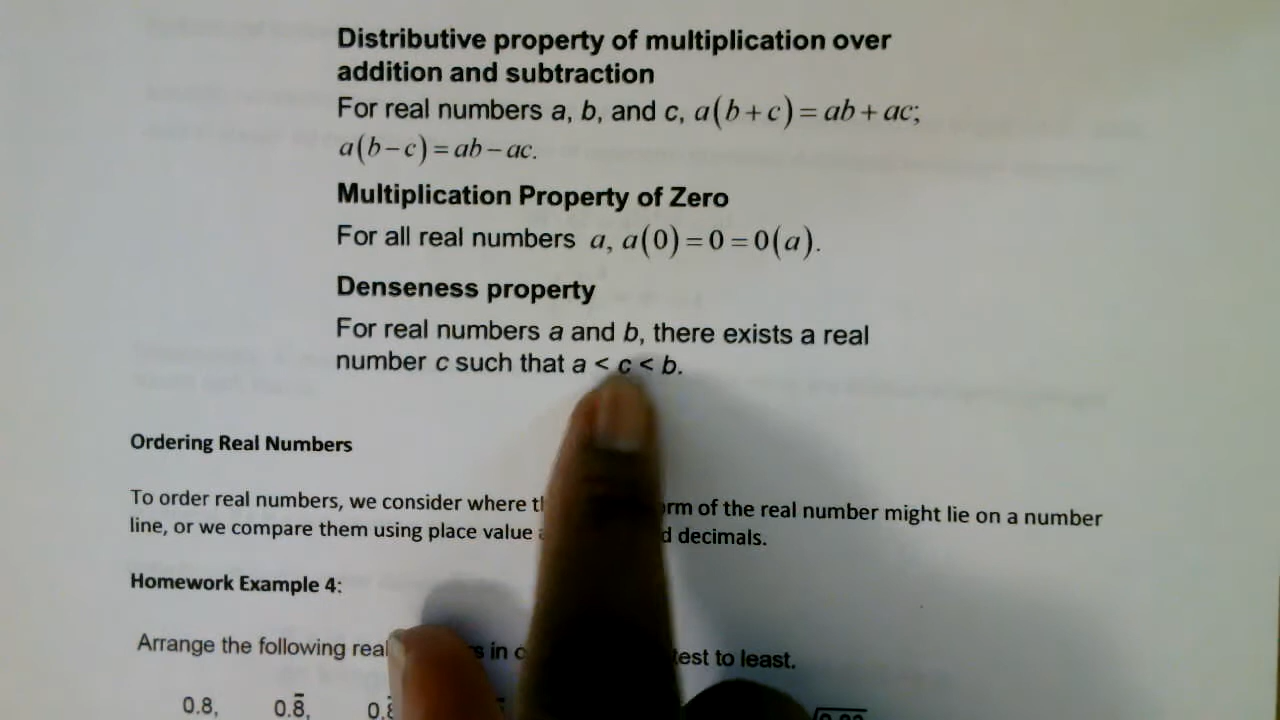 Distributive property of multiplication over
addition and subtraction
For real numbers a, b, and c, a(b+c)=ab+ac;
a(b−c)=ab−ac.
Multiplication Property of Zero
For all real numbers a, a(0)=0=0(a).
Denseness property
For real numbers a and b, there exists a real
number c such that a < c < b.
Ordering Real Numbers
To order real numbers, we consider where of the real number might lie on a number
line, or we compare them using place value decimals.
Homework Example 4:
Arrange the following in to least.
0.8, 0.8̅,